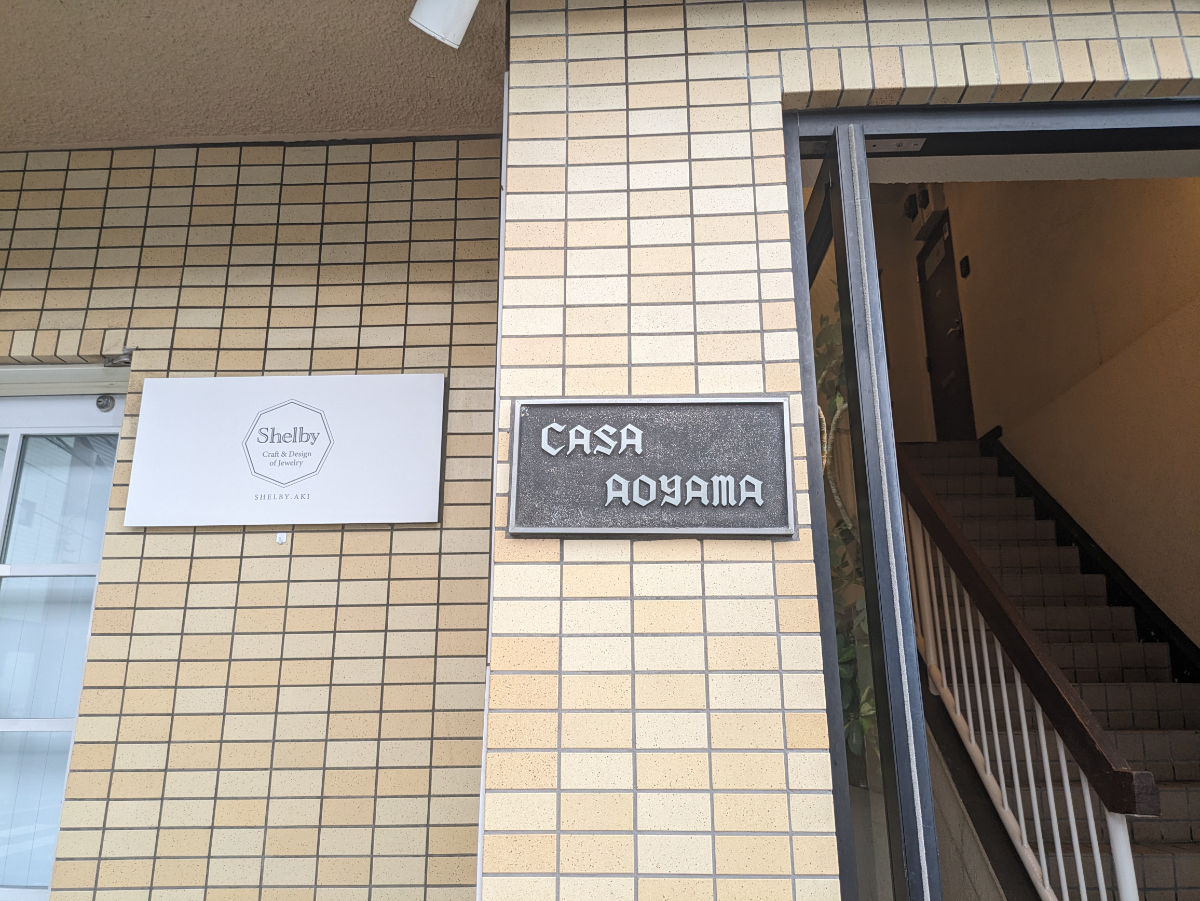 Shelby
Craft & Design
of Jewelry
SHELBY.AKI
CASA
AOYAMA